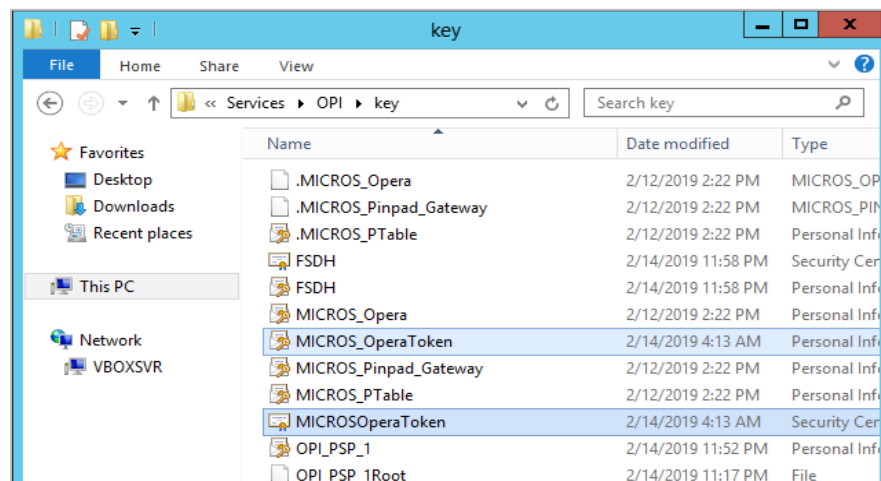 key
File Home Share View
« Services OPI key Search key
Name Date modified Type
Favorites
Desktop
Downloads
Recent places
This PC
Network
VBOXSVR
.MICROS_Opera 2/12/2019 2:22 PM MICROS_OP
.MICROS_Pinpad_Gateway 2/12/2019 2:22 PM MICROS_PIN
.MICROS_PTable 2/12/2019 2:22 PM Personal Info
FSDH 2/14/2019 11:58 PM Security Cer
FSDH 2/14/2019 11:58 PM Personal Info
MICROS_Opera 2/12/2019 2:22 PM Personal Info
MICROS_OperaToken 2/14/2019 4:13 AM Personal Info
MICROS_Pinpad_Gateway 2/12/2019 2:22 PM Personal Info
MICROS_PTable 2/12/2019 2:22 PM Personal Info
MICROSOperaToken 2/14/2019 4:13 AM Security Cer
OPI_PSP_1 2/14/2019 11:52 PM Personal Info
OPI_PSP_1Root 2/14/2019 11:17 PM File